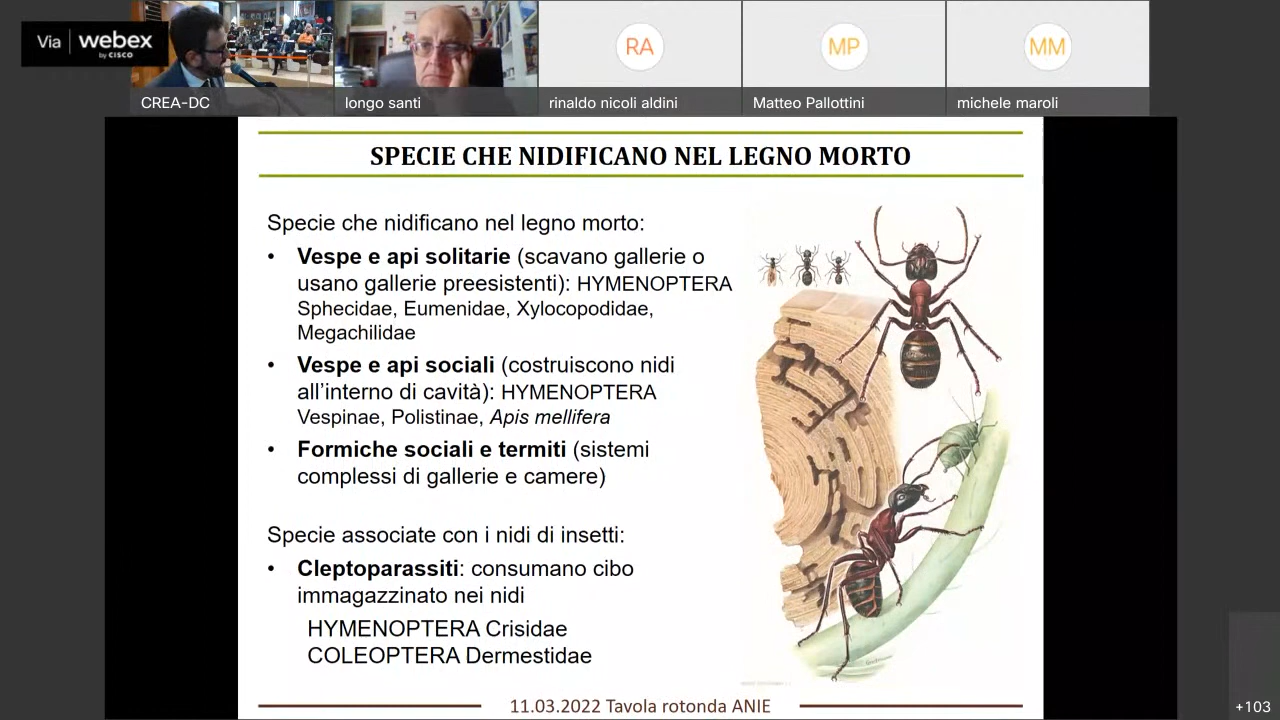 Via webex
by CISCO
CREA-DC
longo santi
RA
rinaldo nicoli aldini
MP
Matteo Pallottini
MM
michele maroli
SPECIE CHE NIDIFICANO NEL LEGNO MORTO
Specie che nidificano nel legno morto:
• Vespe e api solitarie (scavano gallerie o
usano gallerie preesistenti): HYMENOPTERA
Sphecidae, Eumenidae, Xylocopodidae,
Megachilidae
• Vespe e api sociali (costruiscono nidi
all’interno di cavità): HYMENOPTERA
Vespinae, Polistinae, Apis mellifera
• Formiche sociali e termiti (sistemi
complessi di gallerie e camere)
Specie associate con i nidi di insetti:
• Cleptoparassiti: consumano cibo
immagazzinato nei nidi
HYMENOPTERA Crisidae
COLEOPTERA Dermestidae
11.03.2022 Tavola rotonda ANIE
+103